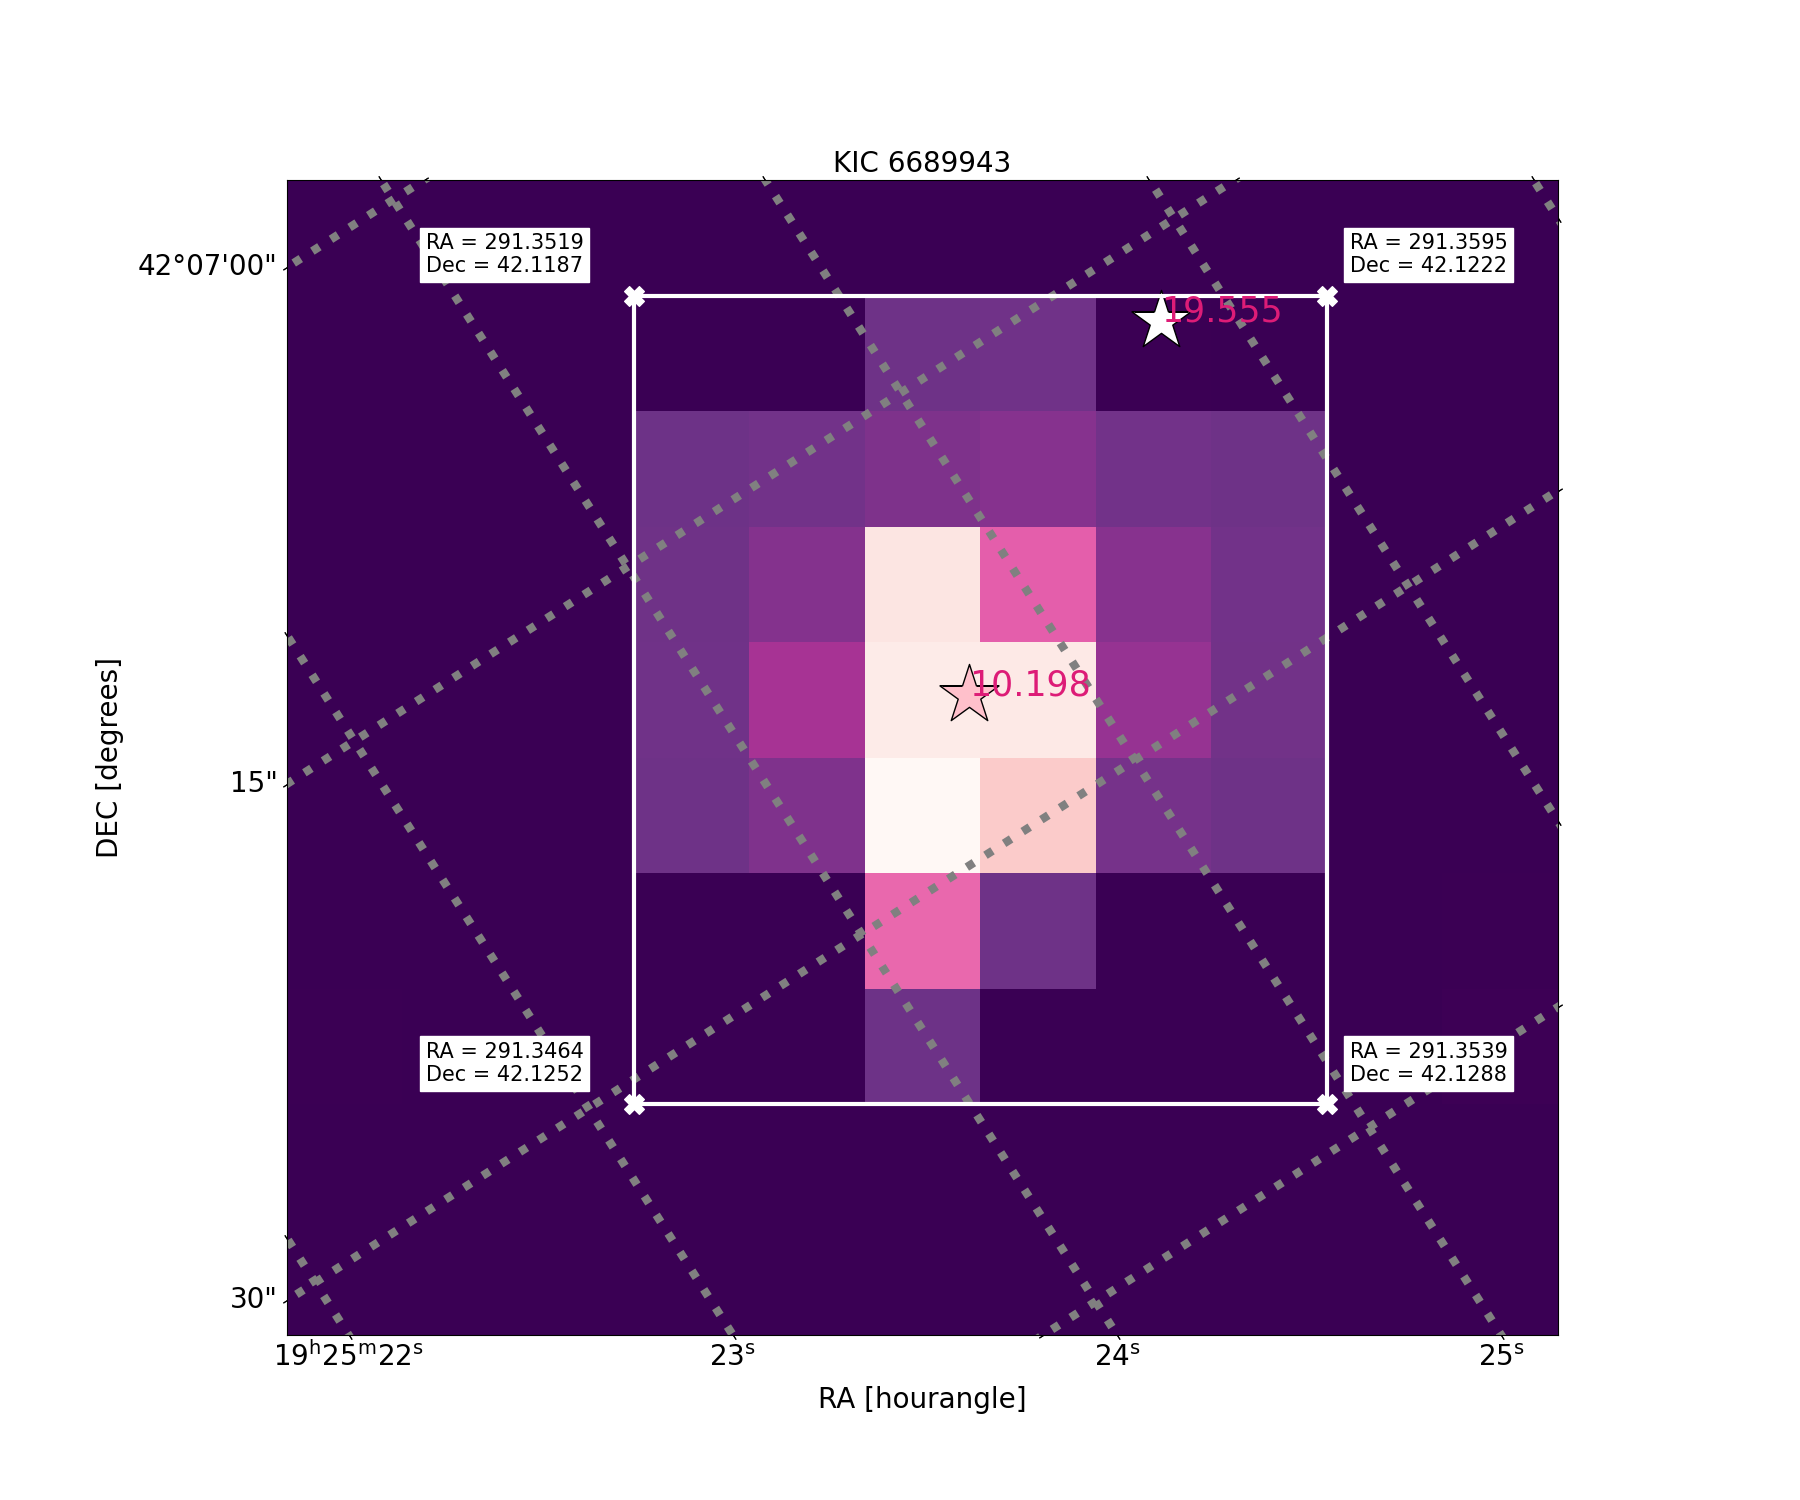 KIC 6689943
42°07'00"
RA = 291.3519
Dec = 42.1187
RA = 291.3595
Dec = 42.1222
19.555
10.198
DEC [degrees]
15"
RA = 291.3464
Dec = 42.1252
RA = 291.3539
Dec = 42.1288
30"
19ʰ25ᵐ22ˢ
23ˢ
24ˢ
25ˢ
RA [hourangle]